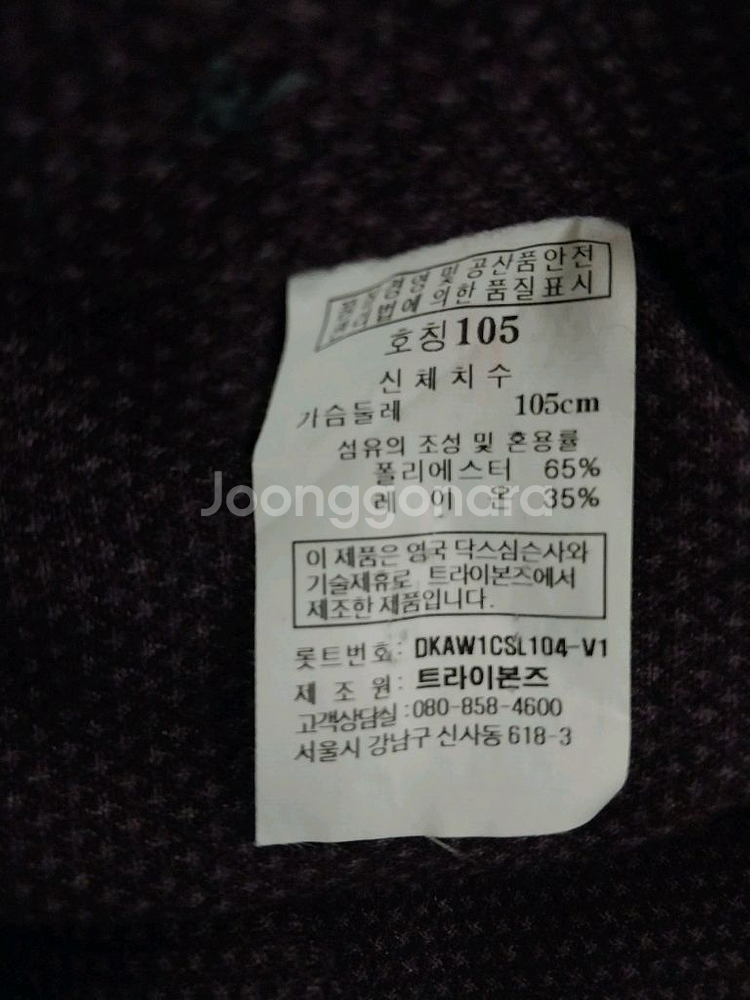 품질경영 및 공산품안전
관리법에 의한 품질표시
호칭 105
신체치수
가슴둘레 105cm
섬유의 조성 및 혼용률
폴리에스터 65%
레이온 35%
Joonggonara
이 제품은 영국 닥스심슨사와
기술제휴로 트라이본즈에서
제조한 제품입니다.
롯트번호: DKAW1CSL104-V1
제조원: 트라이본즈
고객상담실:080-858-4600
서울시 강남구 신사동 618-3